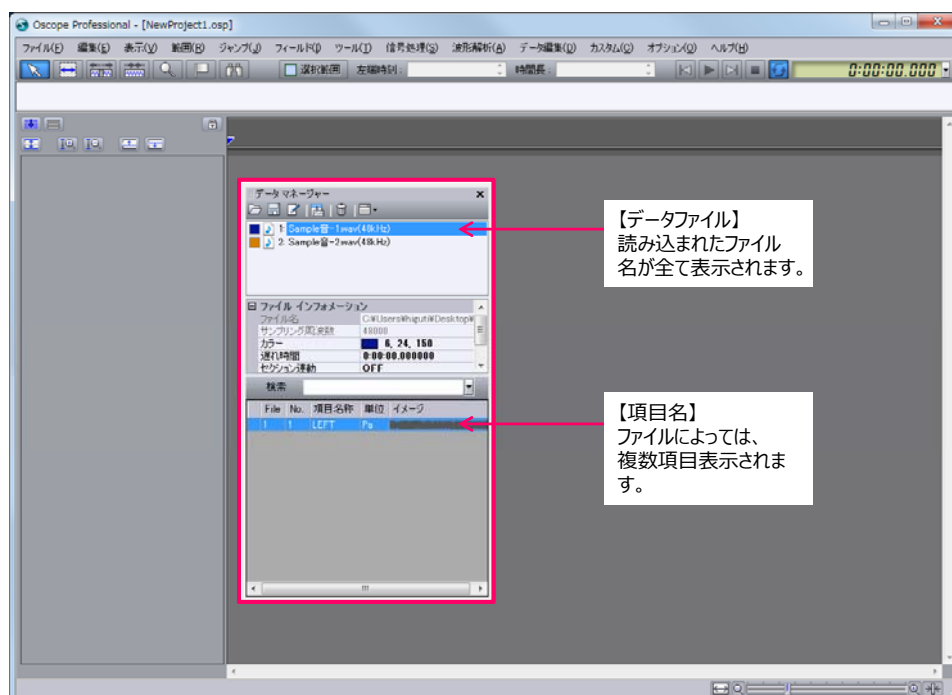 Oscope Professional - [NewProject1.osp]
ファイル(F) 編集(E) 表示(V) 範囲(R) ジャンプ(J) フィールド(I) ツール(T) 信号処理(S) 波形解析(A) データ編集(D) カスタム(C) オプション(O) ヘルプ(H)
選択範囲 左端時刻: 時間長: 0:00:00.000
データ マネージャー
1: Sample音-1.wav(48kHz)
2: Sample音-2.wav(48kHz)
【データファイル】
読み込まれたファイル
名が全て表示されます。
ファイル インフォメーション
ファイル名 C:¥Users¥higuti¥Desktop¥
サンプリング周波数 48000
カラー 6, 24, 150
遅れ時間 0:00:00.000000
セクション連動 OFF
検索
File No. 項目名称 単位 イメージ
1 1 LEFT Pa
【項目名】
ファイルによっては、
複数項目表示されま
す。